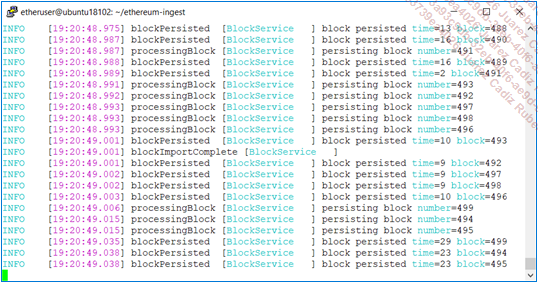 etheruser@ubuntu18102: ~/ethereum-ingest
INFO [19:20:48.975] blockPersisted [BlockService ] block persisted time=13 block=488
INFO [19:20:48.987] blockPersisted [BlockService ] block persisted time=16 block=490
INFO [19:20:48.987] processingBlock [BlockService ] persisting block number=491
INFO [19:20:48.988] blockPersisted [BlockService ] block persisted time=16 block=489
INFO [19:20:48.988] blockPersisted [BlockService ] block persisted time=2 block=491
INFO [19:20:48.991] processingBlock [BlockService ] persisting block number=493
INFO [19:20:48.992] processingBlock [BlockService ] persisting block number=492
INFO [19:20:48.993] processingBlock [BlockService ] persisting block number=497
INFO [19:20:48.993] processingBlock [BlockService ] persisting block number=498
INFO [19:20:48.993] processingBlock [BlockService ] persisting block number=496
INFO [19:20:49.001] blockPersisted [BlockService ] block persisted time=10 block=493
INFO [19:20:49.001] blockImportComplete [BlockService ]
INFO [19:20:49.002] blockPersisted [BlockService ] block persisted time=9 block=492
INFO [19:20:49.002] blockPersisted [BlockService ] block persisted time=9 block=497
INFO [19:20:49.002] blockPersisted [BlockService ] block persisted time=9 block=498
INFO [19:20:49.003] blockPersisted [BlockService ] block persisted time=10 block=496
INFO [19:20:49.006] processingBlock [BlockService ] persisting block number=499
INFO [19:20:49.015] processingBlock [BlockService ] persisting block number=494
INFO [19:20:49.015] processingBlock [BlockService ] persisting block number=495
INFO [19:20:49.035] blockPersisted [BlockService ] block persisted time=29 block=499
INFO [19:20:49.038] blockPersisted [BlockService ] block persisted time=23 block=494
INFO [19:20:49.038] blockPersisted [BlockService ] block persisted time=23 block=495